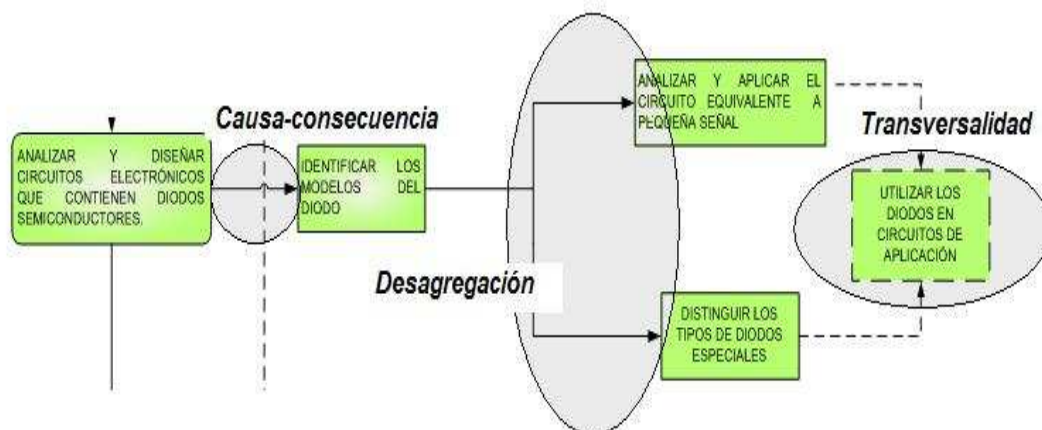 Causa-consecuencia
ANALIZAR Y DISEÑAR
CIRCUITOS ELECTRÓNICOS
QUE CONTIENEN DIODOS
SEMICONDUCTORES.
IDENTIFICAR LOS
MODELOS DEL
DIODO
Desagregación
ANALIZAR Y APLICAR EL
CIRCUITO EQUIVALENTE A
PEQUEÑA SEÑAL
DISTINGUIR LOS
TIPOS DE DIODOS
ESPECIALES
Transversalidad
UTILIZAR LOS
DIODOS EN
CIRCUITOS DE
APLICACIÓN